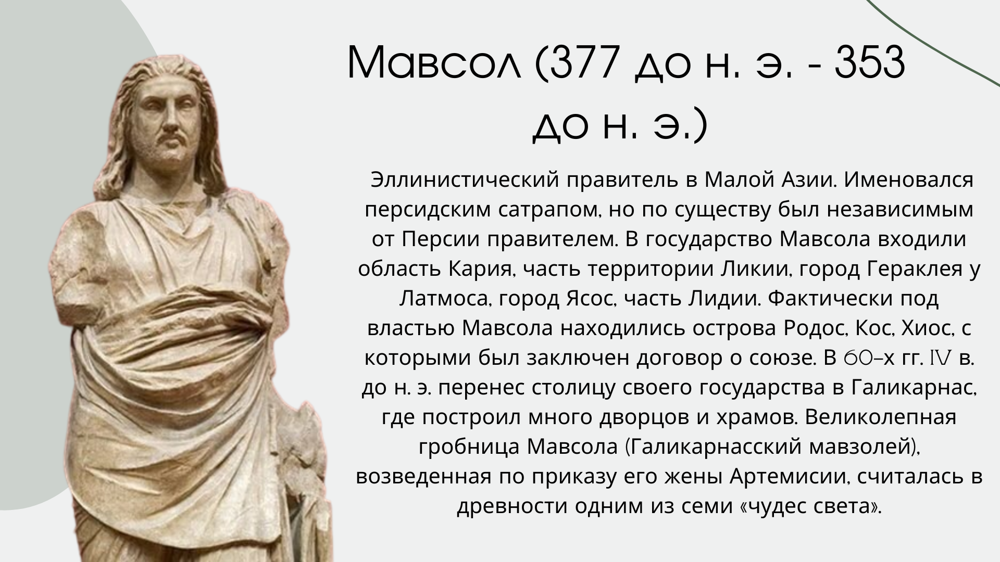 Мавсол (377 до н. э. - 353
до н. э.)
Эллинистический правитель в Малой Азии. Именовался
персидским сатрапом, но по существу был независимым
от Персии правителем. В государство Мавсола входили
область Кария, часть территории Ликии, город Гераклея у
Латмоса, город Ясос, часть Лидии. Фактически под
властью Мавсола находились острова Родос, Кос, Хиос, с
которыми был заключен договор о союзе. В 60–х гг. IV в.
до н. э. перенес столицу своего государства в Галикарнас,
где построил много дворцов и храмов. Великолепная
гробница Мавсола (Галикарнасский мавзолей),
возведенная по приказу его жены Артемисии, считалась в
древности одним из семи «чудес света».